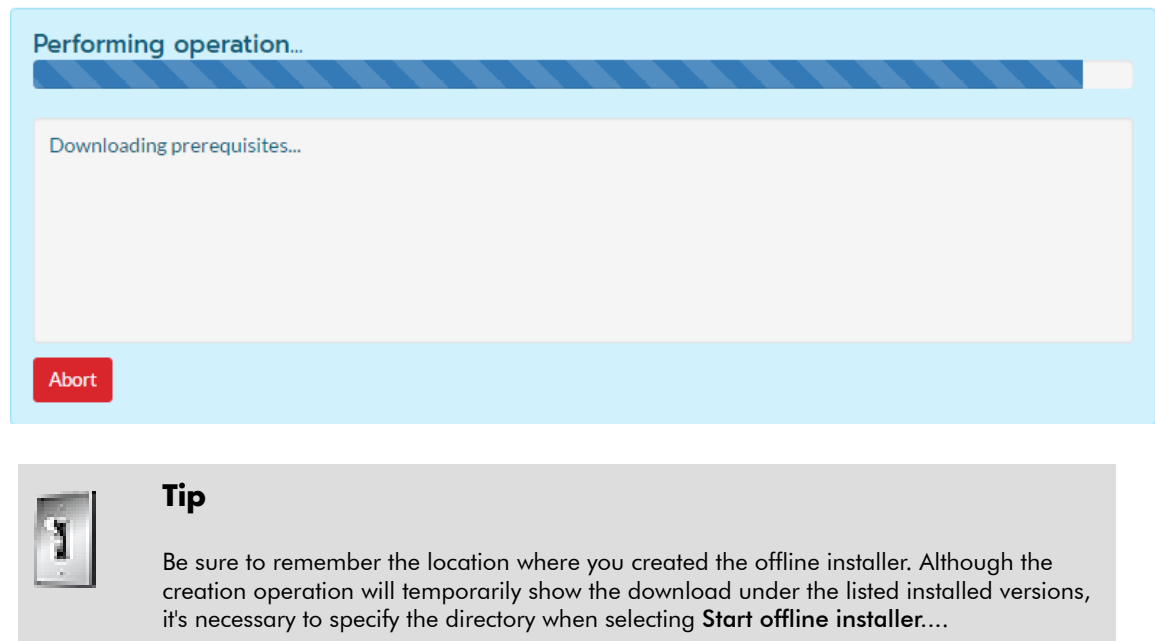 Performing operation...
Downloading prerequisites...
Abort
Tip
Be sure to remember the location where you created the offline installer. Although the
creation operation will temporarily show the download under the listed installed versions,
it's necessary to specify the directory when selecting Start offline installer....